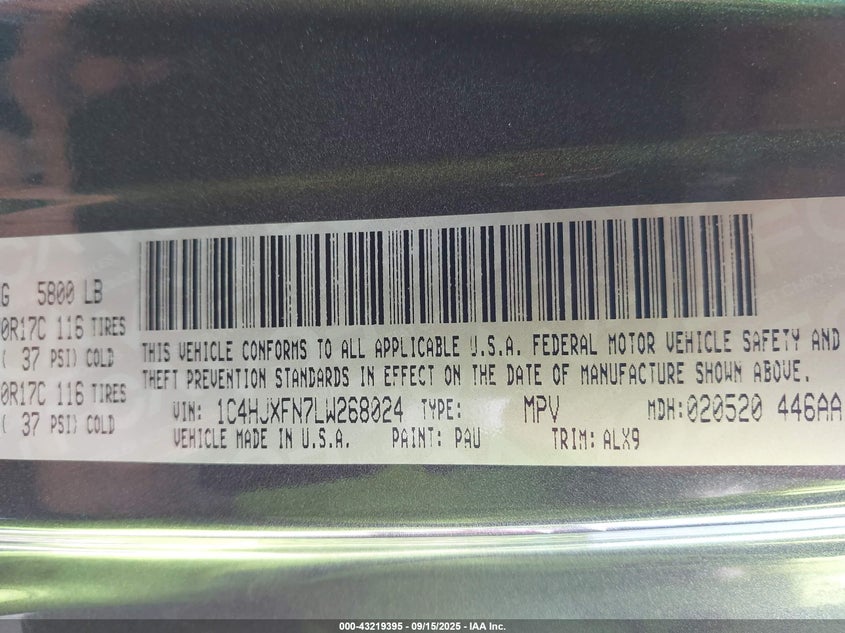 G 5800 LB
0R17C 116 TIRES
( 37 PSI) COLD
0R17C 116 TIRES
( 37 PSI) COLD
THIS VEHICLE CONFORMS TO ALL APPLICABLE U.S.A. FEDERAL MOTOR VEHICLE SAFETY AND
THEFT PREVENTION STANDARDS IN EFFECT ON THE DATE OF MANUFACTURE SHOWN ABOVE.
VIN: 1C4HJXFN7LW268024 TYPE: MPV MDH:020520 446AA
VEHICLE MADE IN U.S.A. PAINT: PAU TRIM: ALX9
000-43219395 - 09/15/2025 - IAA Inc.